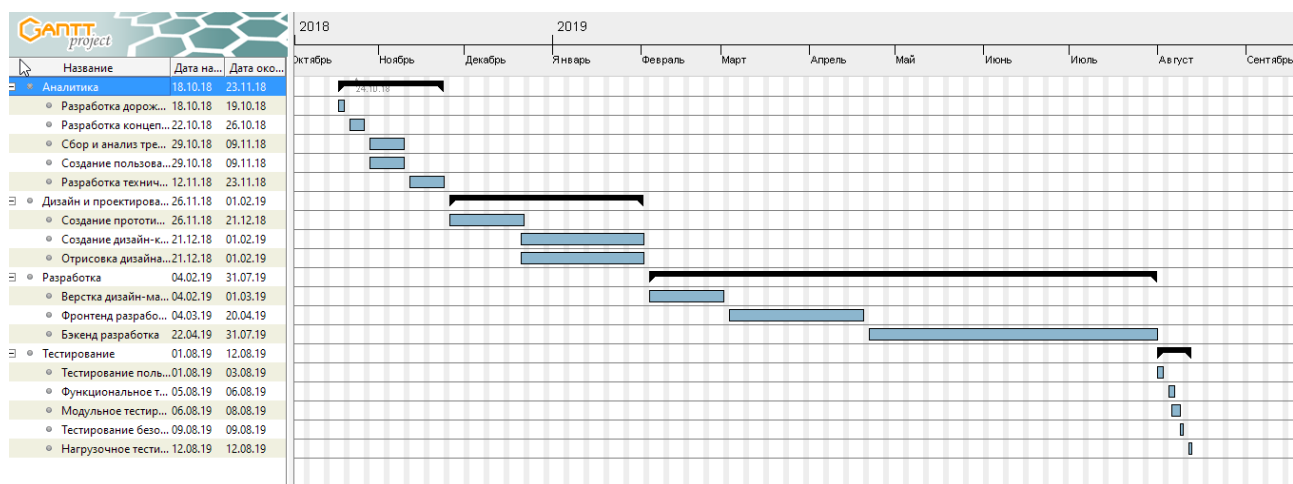 GANTT project
2018 2019
Октябрь Ноябрь Декабрь Январь Февраль Март Апрель Май Июнь Июль Август Сентябрь
Название Дата на... Дата око...
Аналитика 18.10.18 23.11.18
24.10.18
Разработка дорож... 18.10.18 19.10.18
Разработка концеп... 22.10.18 26.10.18
Сбор и анализ тре... 29.10.18 09.11.18
Создание пользова... 29.10.18 09.11.18
Разработка технич... 12.11.18 23.11.18
Дизайн и проектирова... 26.11.18 01.02.19
Создание прототи... 26.11.18 21.12.18
Создание дизайн-к... 21.12.18 01.02.19
Отрисовка дизайна... 21.12.18 01.02.19
Разработка 04.02.19 31.07.19
Верстка дизайн-ма... 04.02.19 01.03.19
Фронтенд разрабо... 04.03.19 20.04.19
Бэкенд разработка 22.04.19 31.07.19
Тестирование 01.08.19 12.08.19
Тестирование поль... 01.08.19 03.08.19
Функциональное т... 05.08.19 06.08.19
Модульное тестир... 06.08.19 08.08.19
Тестирование безо... 09.08.19 09.08.19
Нагрузочное тести... 12.08.19 12.08.19